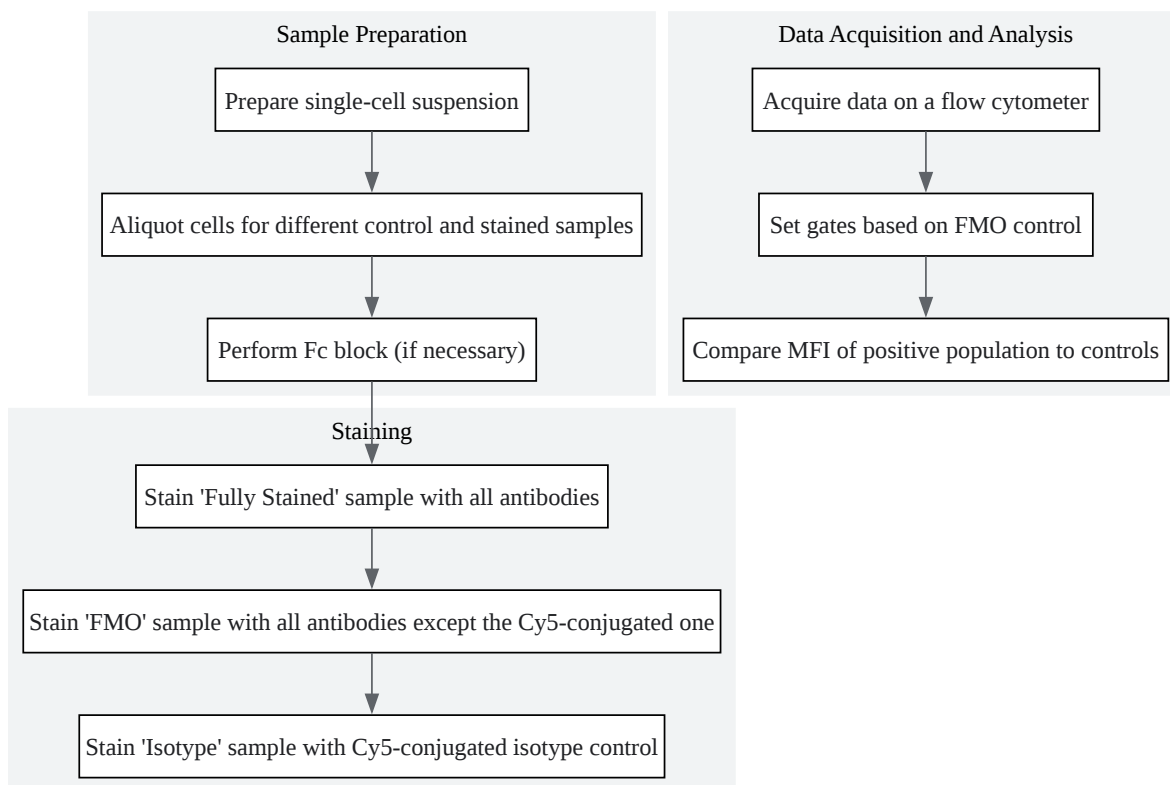 Sample Preparation
Prepare single-cell suspension
Aliquot cells for different control and stained samples
Perform Fc block (if necessary)
Staining
Stain 'Fully Stained' sample with all antibodies
Stain 'FMO' sample with all antibodies except the Cy5-conjugated one
Stain 'Isotype' sample with Cy5-conjugated isotype control
Data Acquisition and Analysis
Acquire data on a flow cytometer
Set gates based on FMO control
Compare MFI of positive population to controls